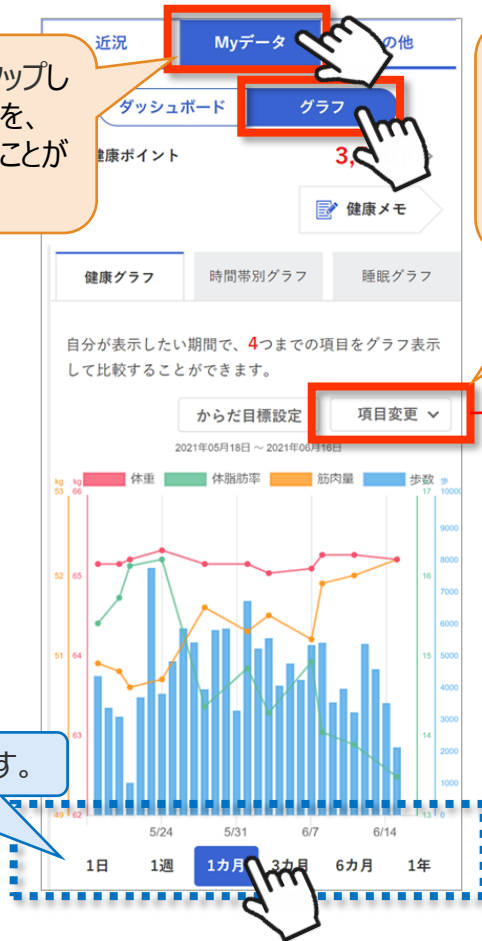 近況 Myデータ の他
ップし
を、
ことが
ダッシュボード グラフ
健康ポイント 3,
健康メモ
健康グラフ 時間帯別グラフ 睡眠グラフ
自分が表示したい期間で、4つまでの項目をグラフ表示
して比較することができます。
からだ目標設定 項目変更
2021年05月18日 ~ 2021年06月16日
体重 体脂肪率 筋肉量 歩数
kg kg % 歩
53 66 17 10000
9000
52 65 16 8000
7000
6000
51 64 15 5000
4000
3000
63 14 2000
1000
49 62 13 0
5/24 5/31 6/7 6/14
す。
1日 1週 1カ月 3カ月 6カ月 1年